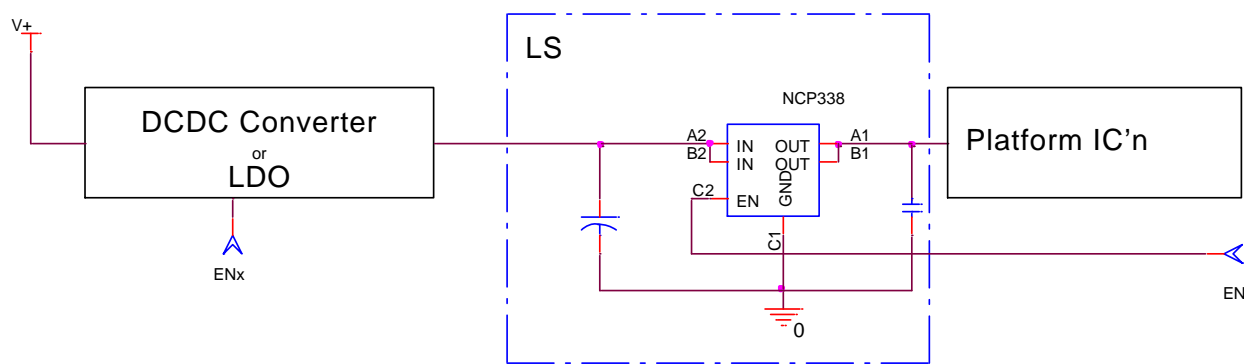 V+
LS
NCP338
DCDC Converter
or
LDO
A2
B2
IN
IN
OUT
OUT
A1
B1
Platform IC'n
C2
EN
GND
C1
ENx
EN
0